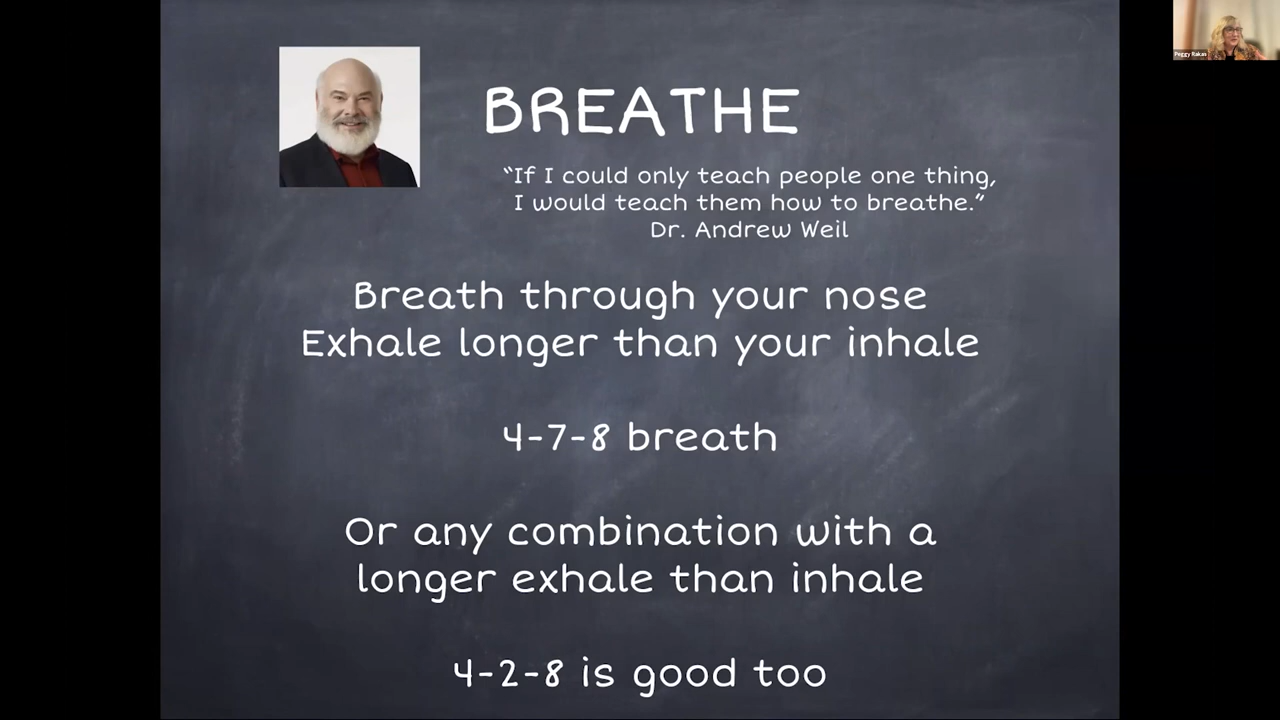 BREATHE
“If I could only teach people one thing,
I would teach them how to breathe.”
Dr. Andrew Weil
Breath through your nose
Exhale longer than your inhale
4-7-8 breath
Or any combination with a
longer exhale than inhale
4-2-8 is good too
Peggy Rakas